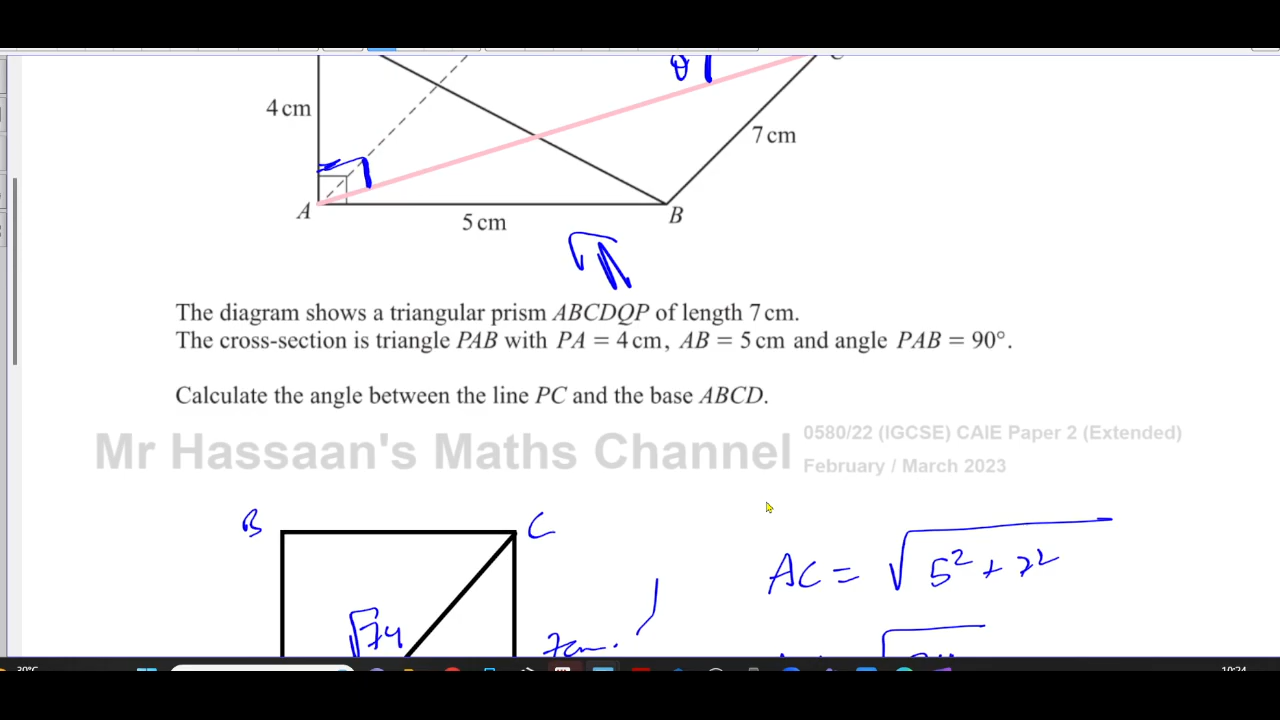 θ
4 cm
7 cm
A
B
5 cm
The diagram shows a triangular prism ABCDQP of length 7 cm.
The cross-section is triangle PAB with PA = 4 cm, AB = 5 cm and angle PAB = 90°.
Calculate the angle between the line PC and the base ABCD.
Mr Hassaan's Maths Channel
0580/22 (IGCSE) CAIE Paper 2 (Extended)
February / March 2023
B
C
AC = √5² + 7²
√74
7cm.